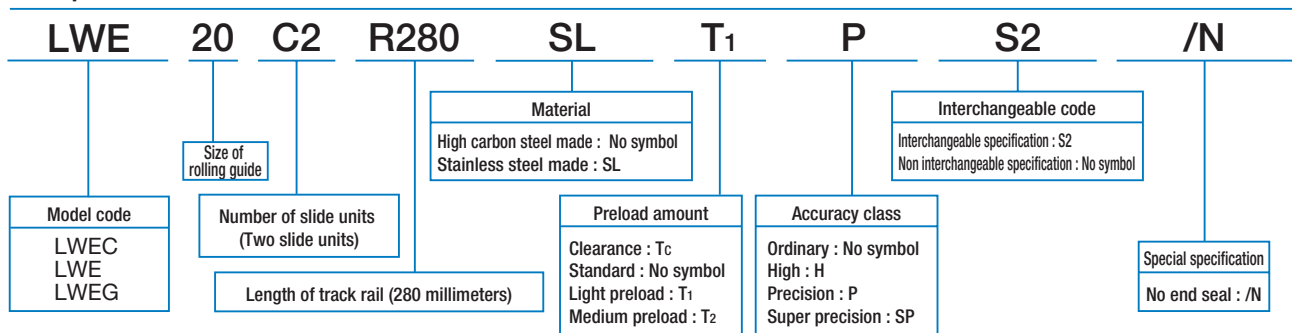 LWE 20 C2 R280 SL T1 P S2 /N
Material
High carbon steel made : No symbol
Stainless steel made : SL
Interchangeable code
Interchangeable specification : S2
Non interchangeable specification : No symbol
Size of
rolling guide
Model code
LWEC
LWE
LWEG
Number of slide units
(Two slide units)
Length of track rail (280 millimeters)
Preload amount
Clearance : Tc
Standard : No symbol
Light preload : T1
Medium preload : T2
Accuracy class
Ordinary : No symbol
High : H
Precision : P
Super precision : SP
Special specification
No end seal : /N